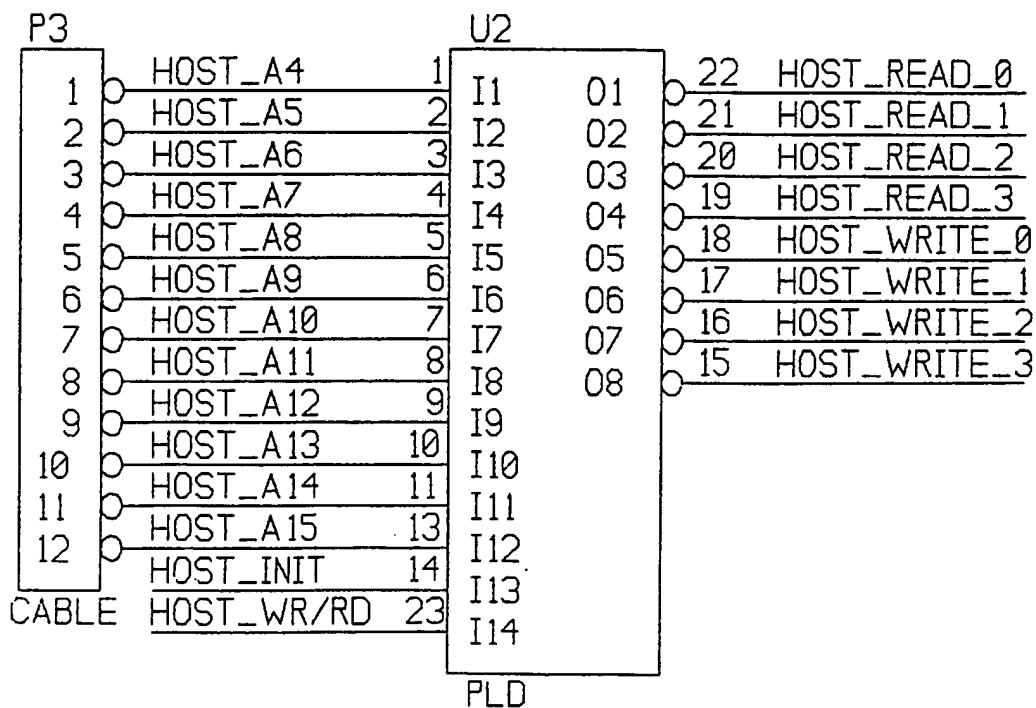 P3 U2
HOST_A4 1 22 HOST_READ_0
1 I1 O1
HOST_A5 2 21 HOST_READ_1
2 I2 O2
HOST_A6 3 20 HOST_READ_2
3 I3 O3
HOST_A7 4 19 HOST_READ_3
4 I4 O4
HOST_A8 5 18 HOST_WRITE_0
5 I5 O5
HOST_A9 6 17 HOST_WRITE_1
6 I6 O6
HOST_A10 7 16 HOST_WRITE_2
7 I7 O7
HOST_A11 8 15 HOST_WRITE_3
8 I8 O8
HOST_A12 9
9 I9
HOST_A13 10
10 I10
HOST_A14 11
11 I11
HOST_A15 13
12 I12
HOST_INIT 14
I13
CABLE HOST_WR/RD 23
I14
PLD